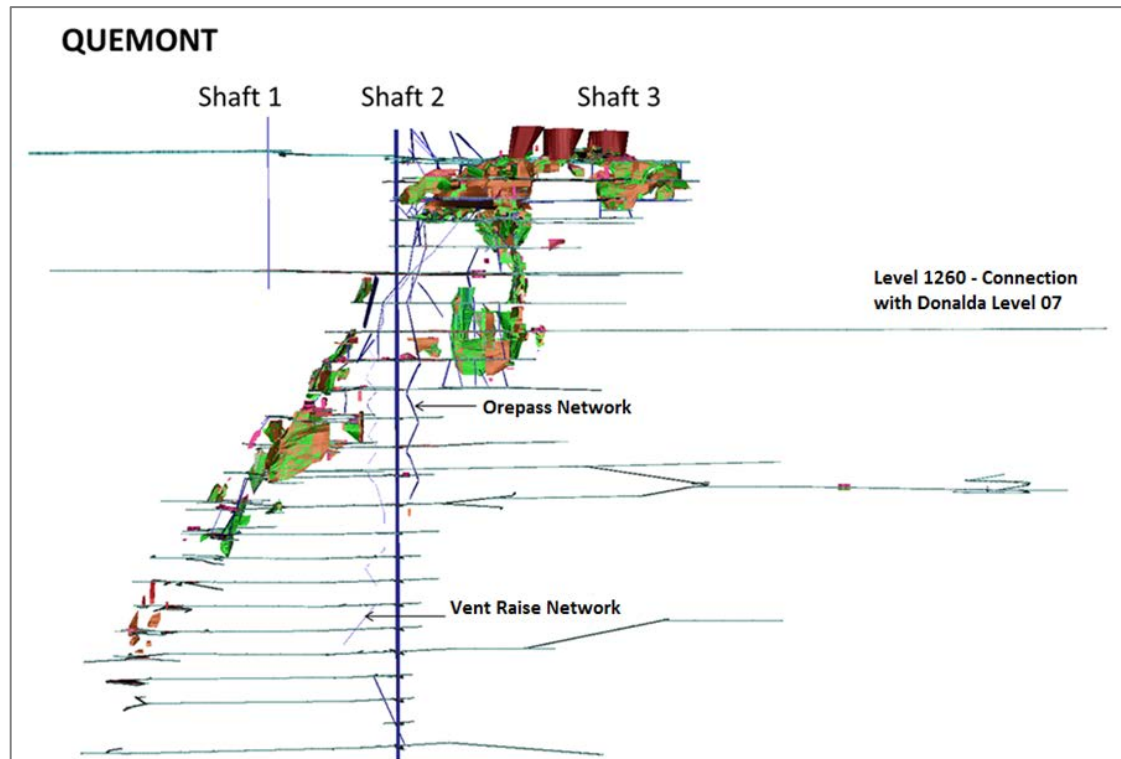 QUEMONT
Shaft 1
Shaft 2
Shaft 3
Level 1260 - Connection
with Donalda Level 07
Orepass Network
Vent Raise Network